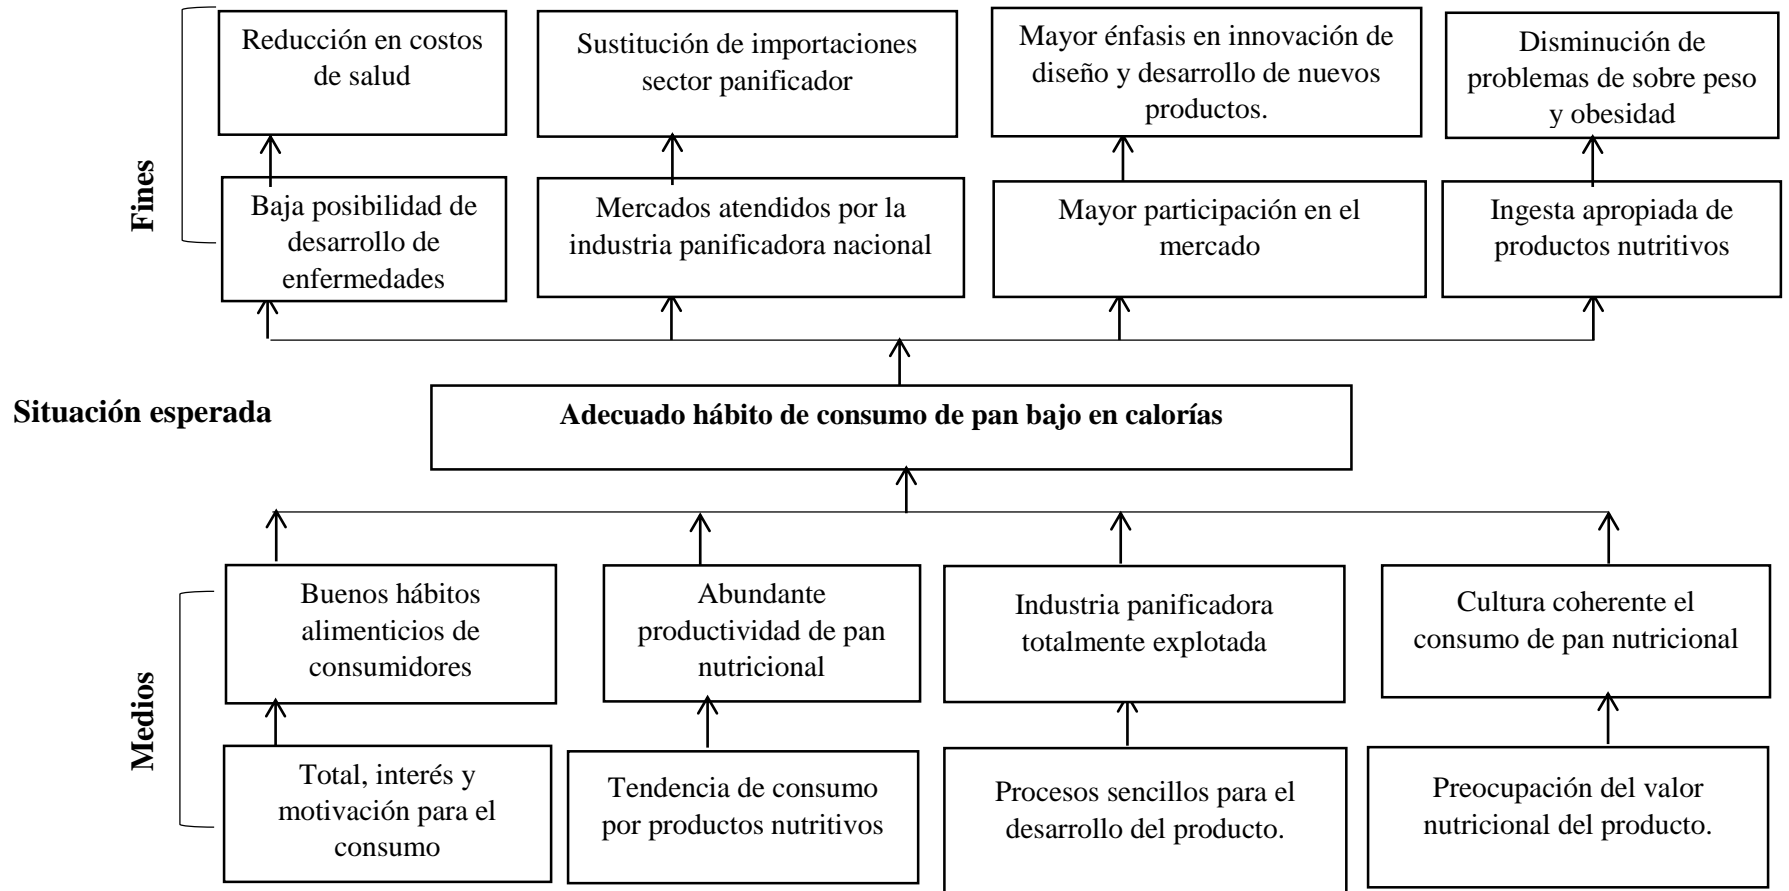 Reducción en costos
de salud
Sustitución de importaciones
sector panificador
Mayor énfasis en innovación de
diseño y desarrollo de nuevos
productos.
Disminución de
problemas de sobre peso
y obesidad
Fines
Baja posibilidad de
desarrollo de
enfermedades
Mercados atendidos por la
industria panificadora nacional
Mayor participación en el
mercado
Ingesta apropiada de
productos nutritivos
Situación esperada
Adecuado hábito de consumo de pan bajo en calorías
Buenos hábitos
alimenticios de
consumidores
Abundante
productividad de pan
nutricional
Industria panificadora
totalmente explotada
Cultura coherente el
consumo de pan nutricional
Medios
Total, interés y
motivación para el
consumo
Tendencia de consumo
por productos nutritivos
Procesos sencillos para el
desarrollo del producto.
Preocupación del valor
nutricional del producto.